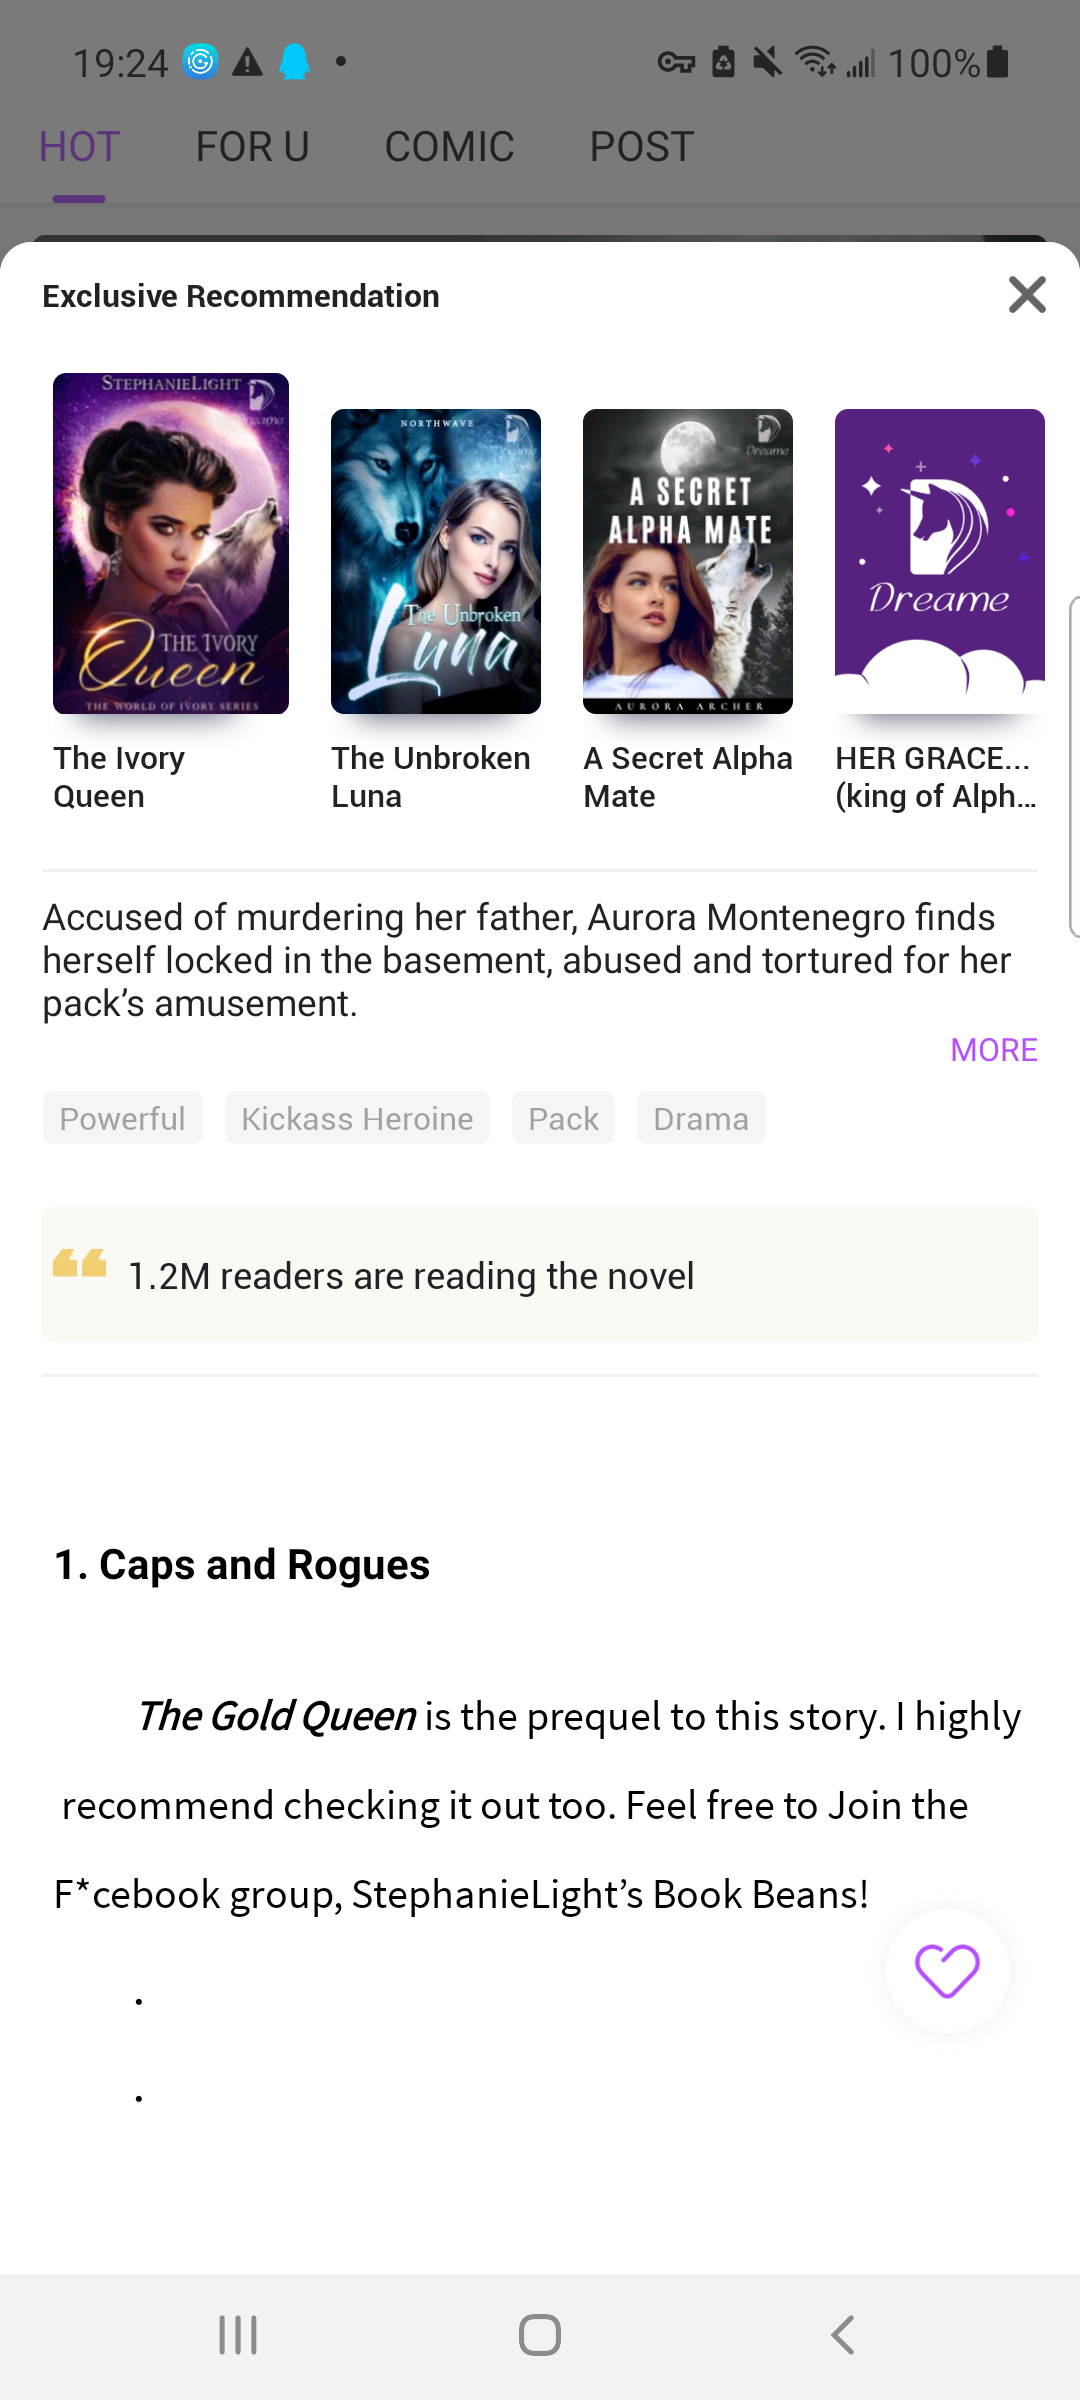 19:24
100%
HOT FOR U COMIC POST
Exclusive Recommendation
STEPHANIELIGHT
Dreame
THE IVORY
Queen
THE WORLD OF IVORY SERIES
NORTHWAVE
The Unbroken
Luna
Dreame
A SECRET
ALPHA MATE
AURORA ARCHER
Dreame
The Ivory
Queen
The Unbroken
Luna
A Secret Alpha
Mate
HER GRACE...
(king of Alph...
Accused of murdering her father, Aurora Montenegro finds
herself locked in the basement, abused and tortured for her
pack’s amusement.
MORE
Powerful Kickass Heroine Pack Drama
1.2M readers are reading the novel
1. Caps and Rogues
The Gold Queen is the prequel to this story. I highly
recommend checking it out too. Feel free to Join the
F*cebook group, StephanieLight’s Book Beans!
.
.